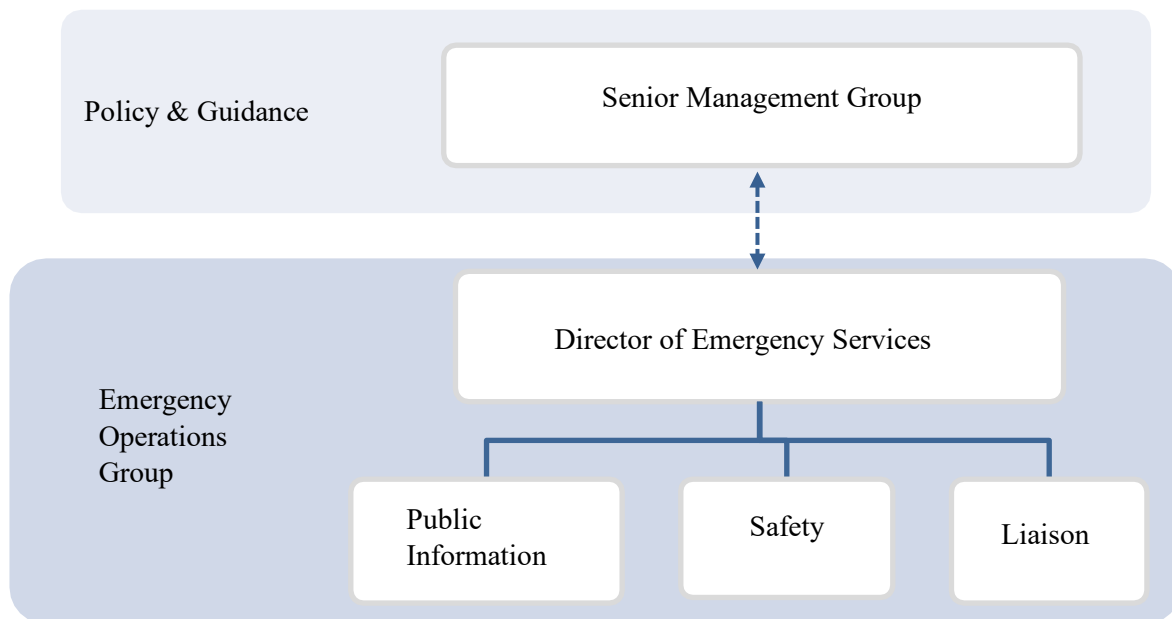 Policy & Guidance
Senior Management Group
Director of Emergency Services
Emergency
Operations
Group
Public
Information
Safety
Liaison